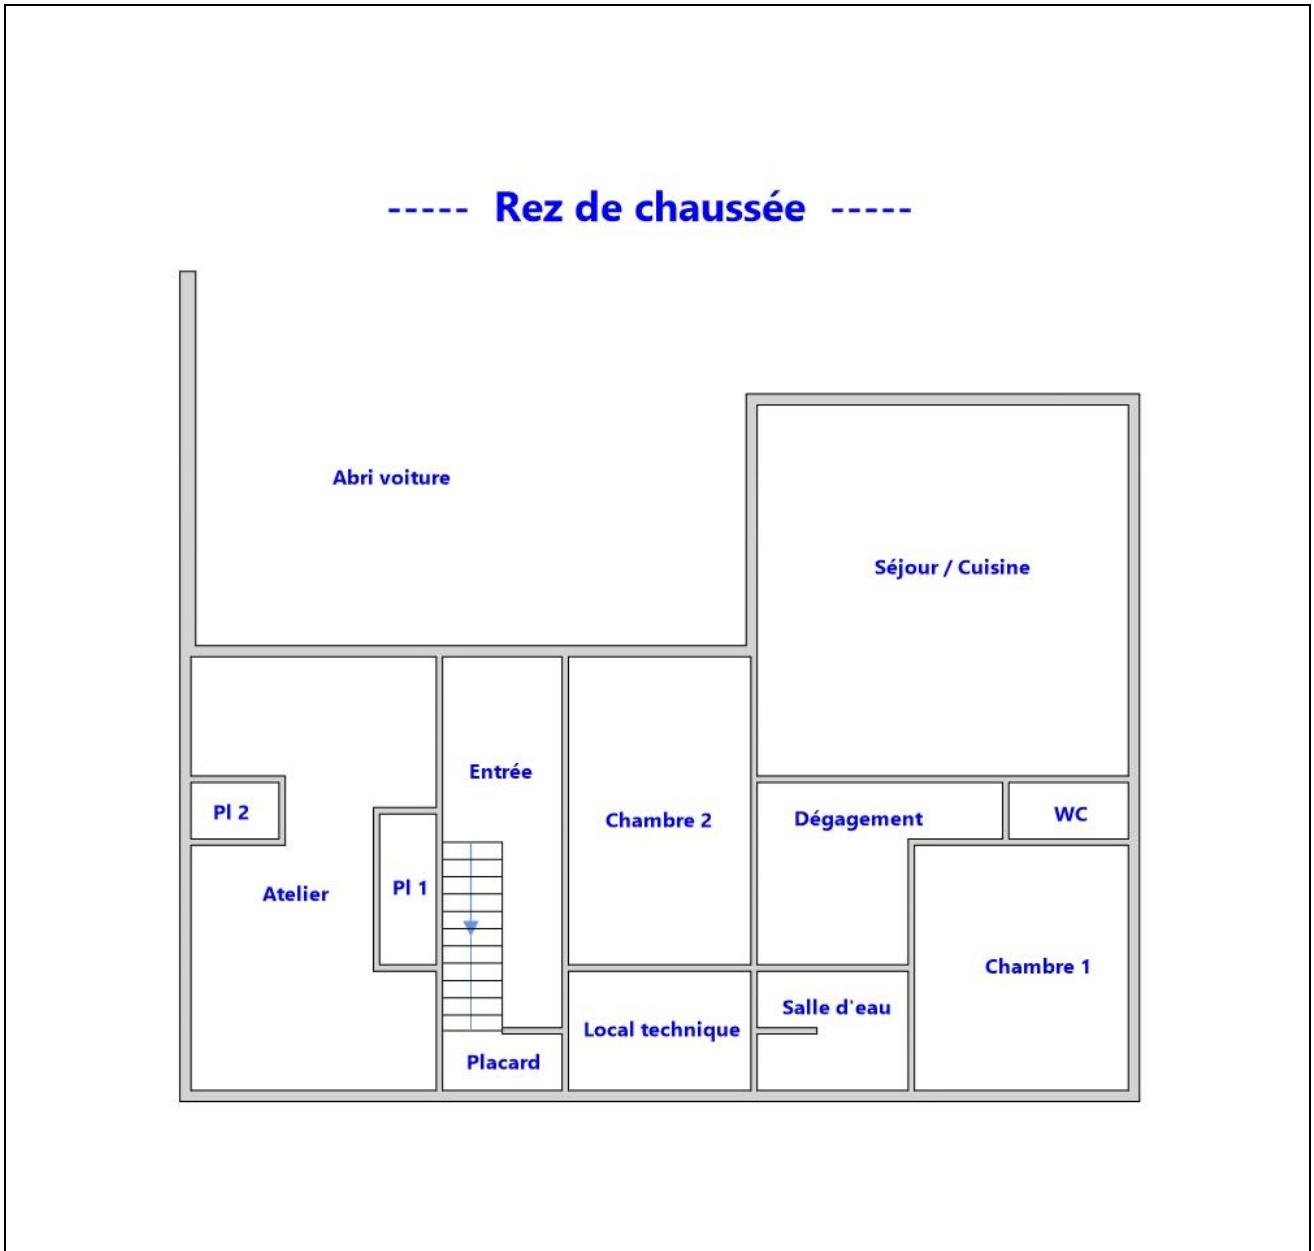 ----- Rez de chaussée -----
Abri voiture
Séjour / Cuisine
Entrée
Pl 2
Chambre 2
Dégagement
WC
Pl 1
Atelier
Chambre 1
Salle d'eau
Local technique
Placard